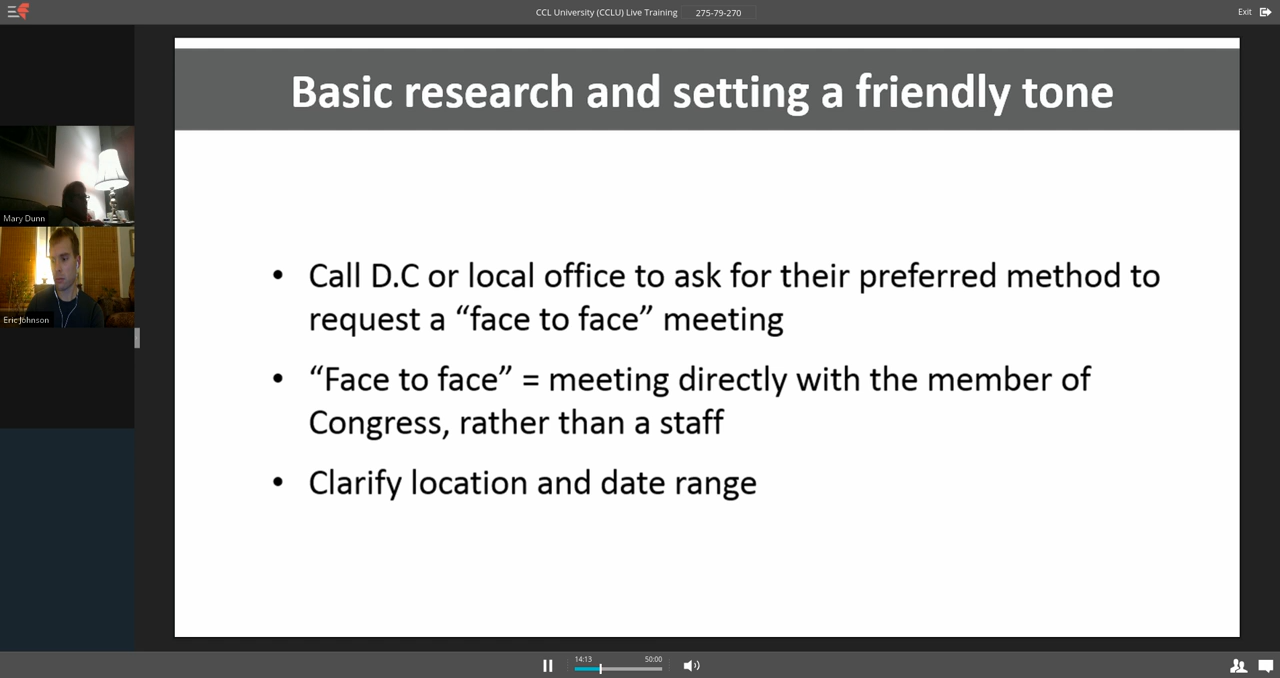 CCL University (CCLU) Live Training 275-79-270
Exit
Basic research and setting a friendly tone
Mary Dunn
Eric Johnson
• Call D.C or local office to ask for their preferred method to
request a “face to face” meeting
• “Face to face” = meeting directly with the member of
Congress, rather than a staff
• Clarify location and date range
14:13 50:00